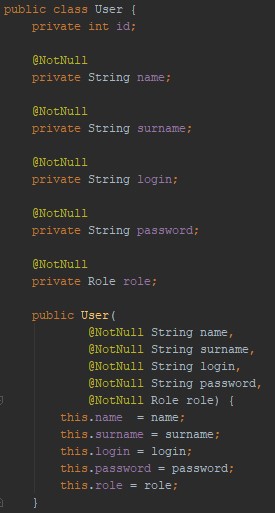 public class User {
    private int id;

    @NotNull
    private String name;

    @NotNull
    private String surname;

    @NotNull
    private String login;

    @NotNull
    private String password;

    @NotNull
    private Role role;

    public User(
            @NotNull String name,
            @NotNull String surname,
            @NotNull String login,
            @NotNull String password,
            @NotNull Role role) {
        this.name  = name;
        this.surname = surname;
        this.login = login;
        this.password = password;
        this.role = role;
    }